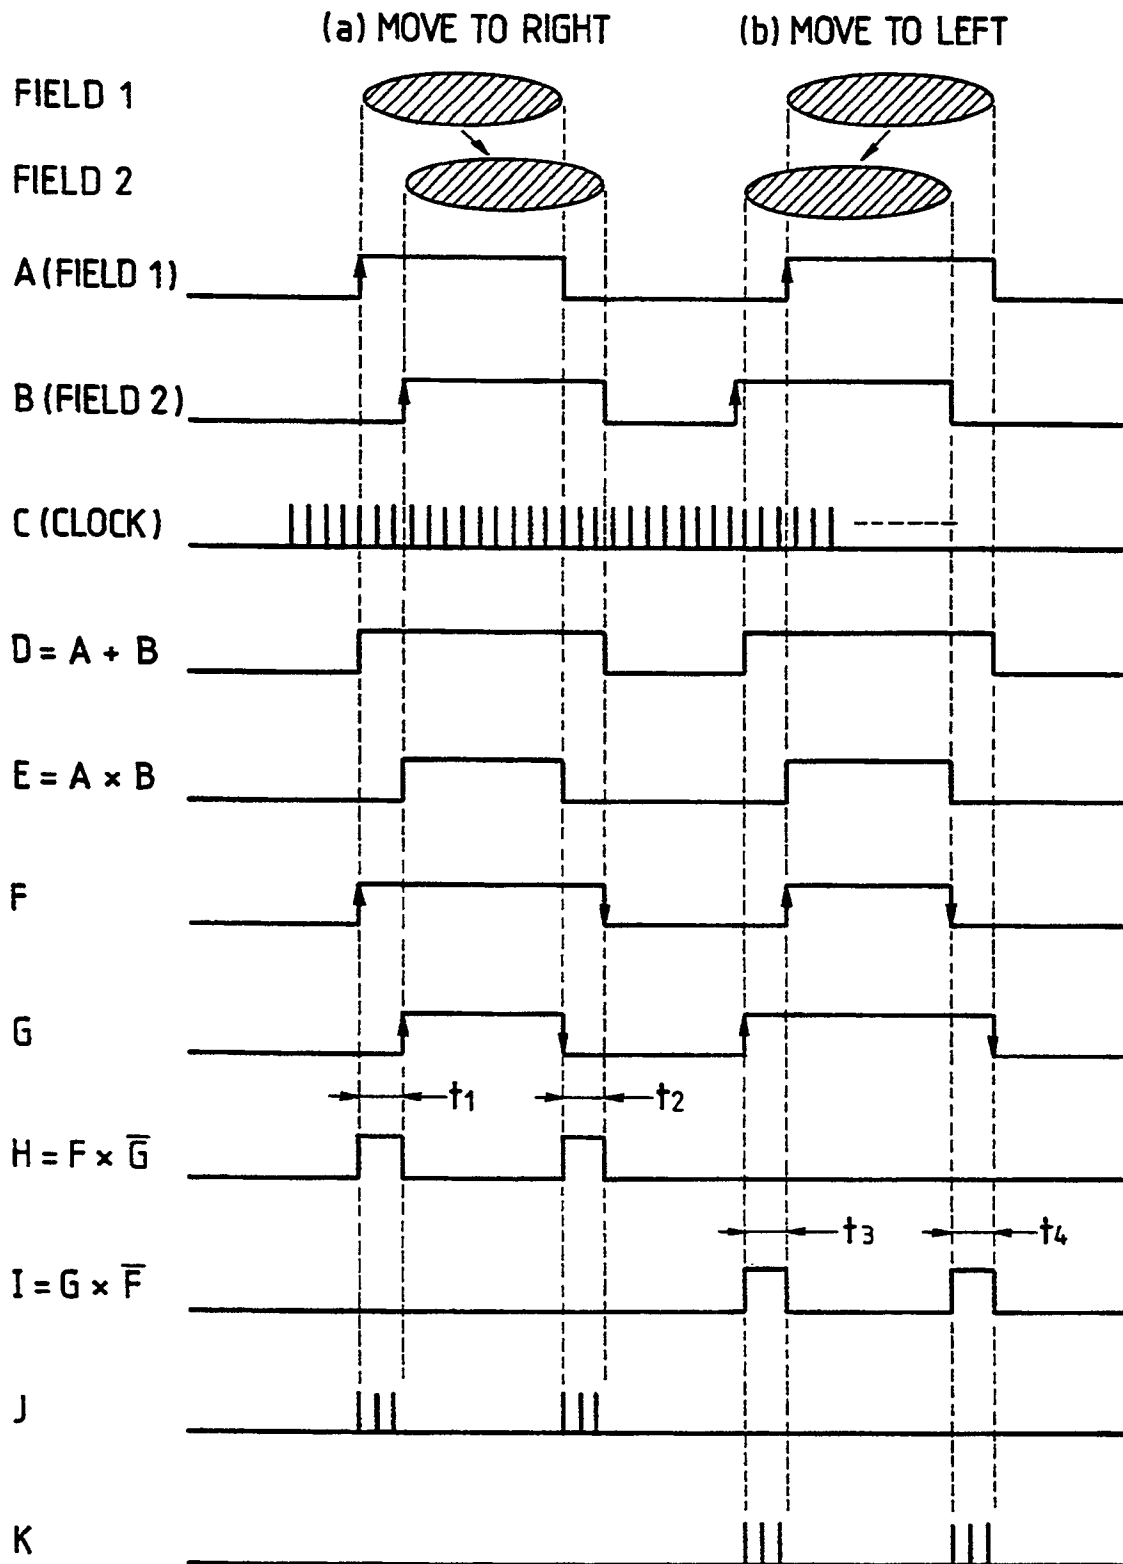 (a) MOVE TO RIGHT
(b) MOVE TO LEFT
FIELD 1
FIELD 2
A (FIELD 1)
B (FIELD 2)
C (CLOCK)
D = A + B
E = A × B
F
G
t1
t2
H = F × G̅
t3
t4
I = G × F̅
J
K